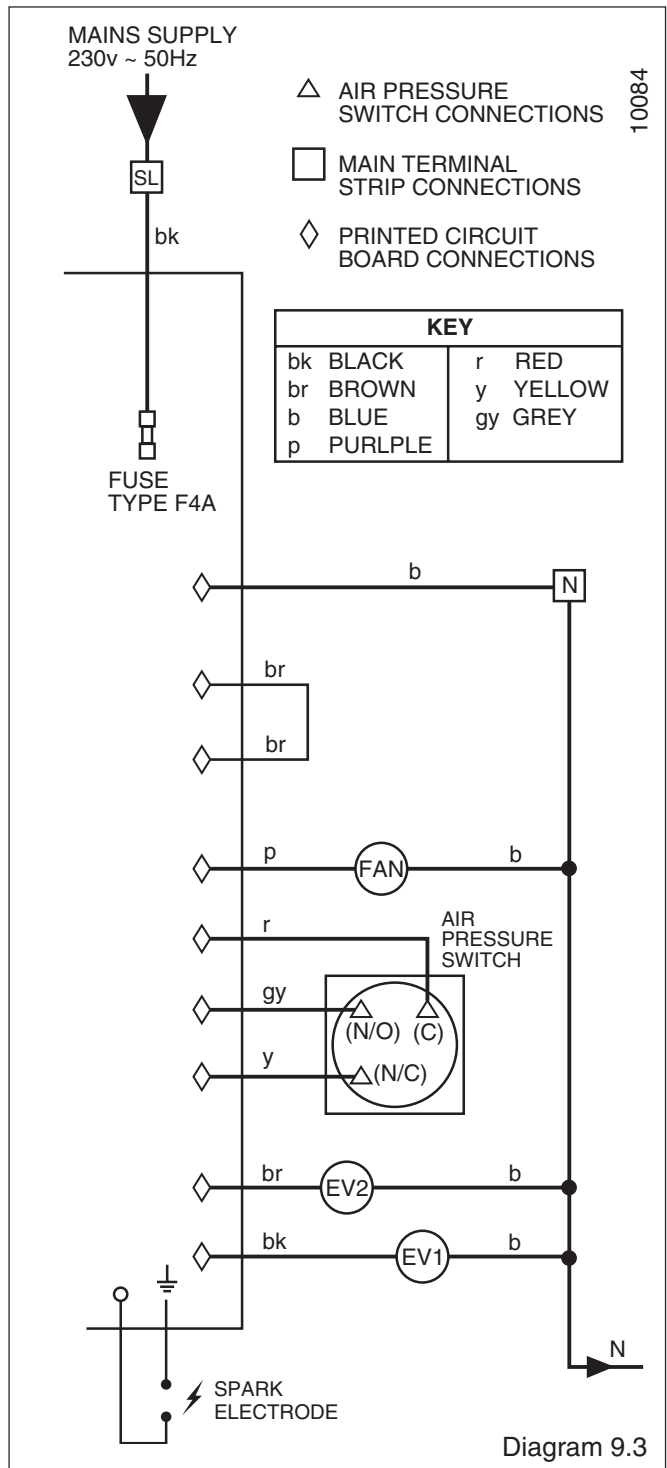 MAINS SUPPLY
230v ~ 50Hz
AIR PRESSURE
SWITCH CONNECTIONS
10084
SL
MAIN TERMINAL
STRIP CONNECTIONS
bk
PRINTED CIRCUIT
BOARD CONNECTIONS
KEY
bk BLACK r RED
br BROWN y YELLOW
b BLUE gy GREY
p PURLPLE
FUSE
TYPE F4A
b
N
br
br
p
FAN
b
r
AIR
PRESSURE
SWITCH
gy
(N/O) (C)
y
(N/C)
br
EV2
b
bk
EV1
b
N
SPARK
ELECTRODE
Diagram 9.3